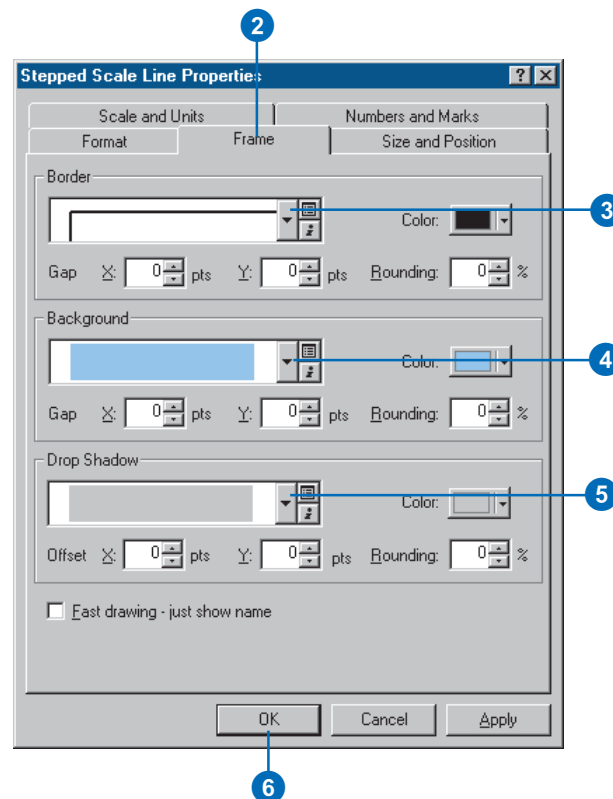 2
Stepped Scale Line Properties ? ×
Scale and Units Numbers and Marks
Format Frame Size and Position
Border
3
Color:
Gap X: 0 pts Y: 0 pts Rounding: 0 %
Background
4
Color:
Gap X: 0 pts Y: 0 pts Rounding: 0 %
Drop Shadow
5
Color:
Offset X: 0 pts Y: 0 pts Rounding: 0 %
Fast drawing - just show name
OK Cancel Apply
6